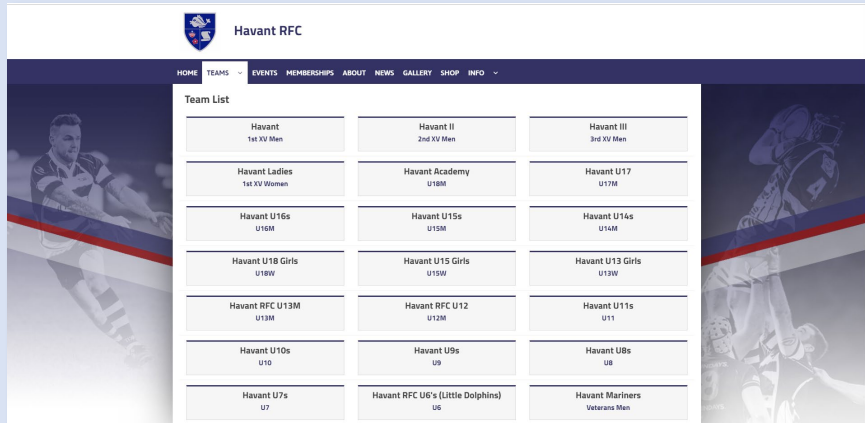 Havant RFC
HOME TEAMS EVENTS MEMBERSHIPS ABOUT NEWS GALLERY SHOP INFO
Team List
Havant
1st XV Men
Havant II
2nd XV Men
Havant III
3rd XV Men
Havant Ladies
1st XV Women
Havant Academy
U18M
Havant U17
U17M
Havant U16s
U16M
Havant U15s
U15M
Havant U14s
U14M
Havant U18 Girls
U18W
Havant U15 Girls
U15W
Havant U13 Girls
U13W
Havant RFC U13M
U13M
Havant RFC U12
U12M
Havant U11s
U11
Havant U10s
U10
Havant U9s
U9
Havant U8s
U8
Havant U7s
U7
Havant RFC U6's (Little Dolphins)
U6
Havant Mariners
Veterans Men